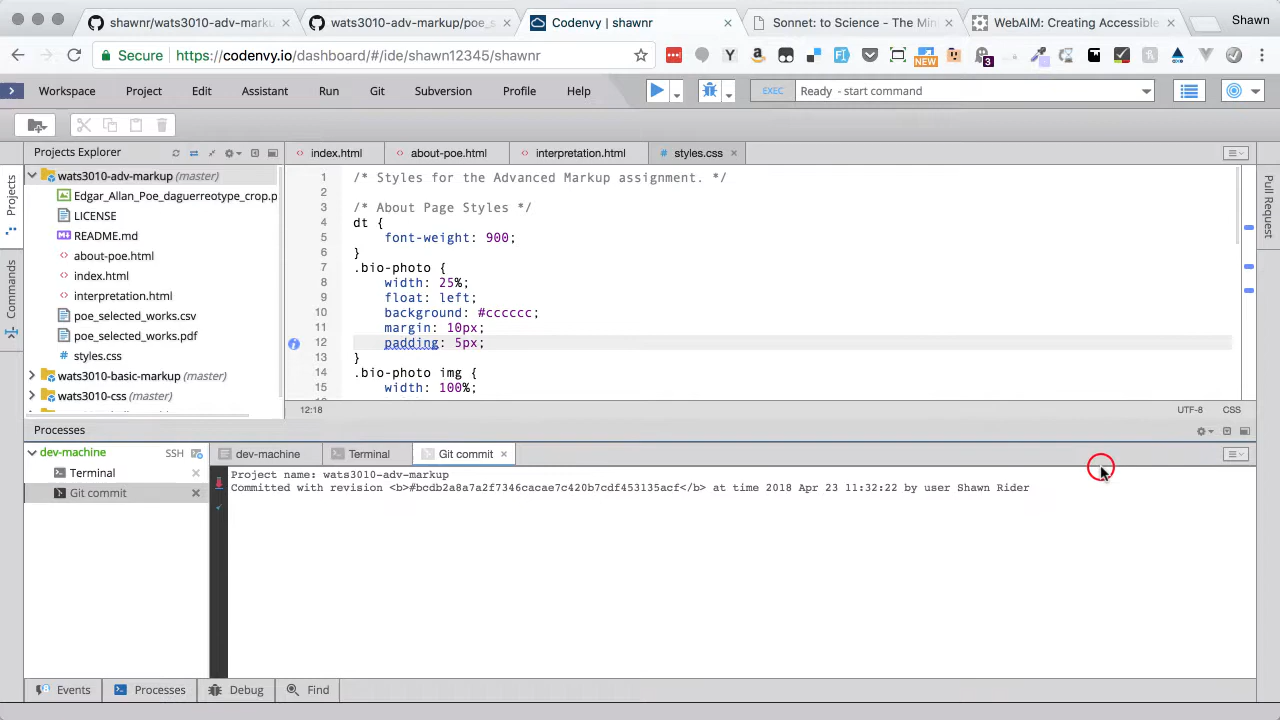 shawnr/wats3010-adv-marku
wats3010-adv-markup/poe_s
Codenvy | shawnr
Sonnet: to Science - The Min
WebAIM: Creating Accessible
Shawn
Secure
https://codenvy.io/dashboard/#/ide/shawn12345/shawnr
NEW
3
Workspace
Project
Edit
Assistant
Run
Git
Subversion
Profile
Help
EXEC
Ready - start command
Projects Explorer
index.html
about-poe.html
interpretation.html
styles.css
Projects
Commands
Pull Request
wats3010-adv-markup (master)
Edgar_Allan_Poe_daguerreotype_crop.p
LICENSE
README.md
about-poe.html
index.html
interpretation.html
poe_selected_works.csv
poe_selected_works.pdf
styles.css
wats3010-basic-markup (master)
wats3010-css (master)
1 /* Styles for the Advanced Markup assignment. */
2
3 /* About Page Styles */
4 dt {
5 font-weight: 900;
6 }
7 .bio-photo {
8 width: 25%;
9 float: left;
10 background: #cccccc;
11 margin: 10px;
12 padding: 5px;
13 }
14 .bio-photo img {
15 width: 100%;
12:18
UTF-8
CSS
Processes
dev-machine
SSH
Terminal
Git commit
dev-machine
Terminal
Git commit
Project name: wats3010-adv-markup
Committed with revision <b>#bcdb2a8a7a2f7346cacae7c420b7cdf453135acf</b> at time 2018 Apr 23 11:32:22 by user Shawn Rider
Events
Processes
Debug
Find